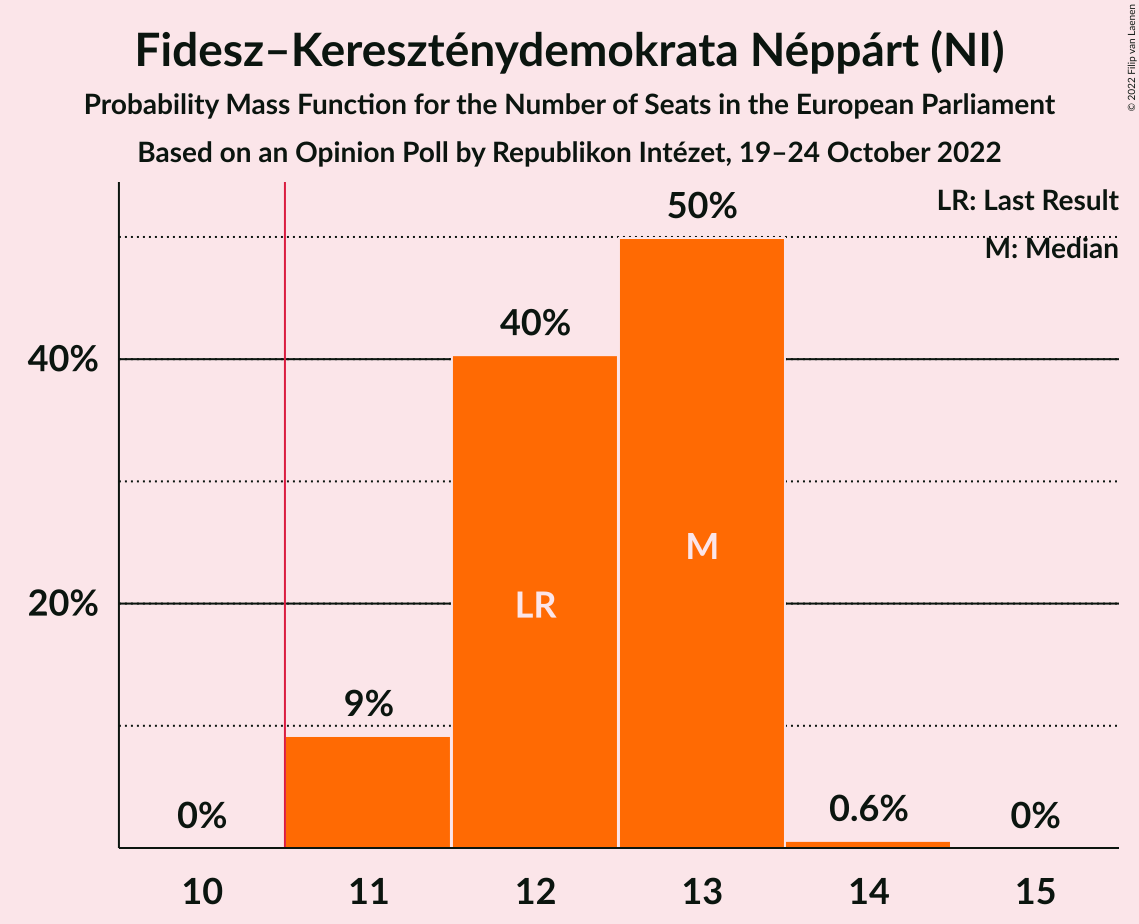 Fidesz–Kereszténydemokrata Néppárt (NI)
Probability Mass Function for the Number of Seats in the European Parliament
Based on an Opinion Poll by Republikon Intézet, 19–24 October 2022
© 2022 Filip van Laenen
LR: Last Result
M: Median
50%
40%
40%
M
LR
20%
9%
0%
0.6%
0%
10 11 12 13 14 15